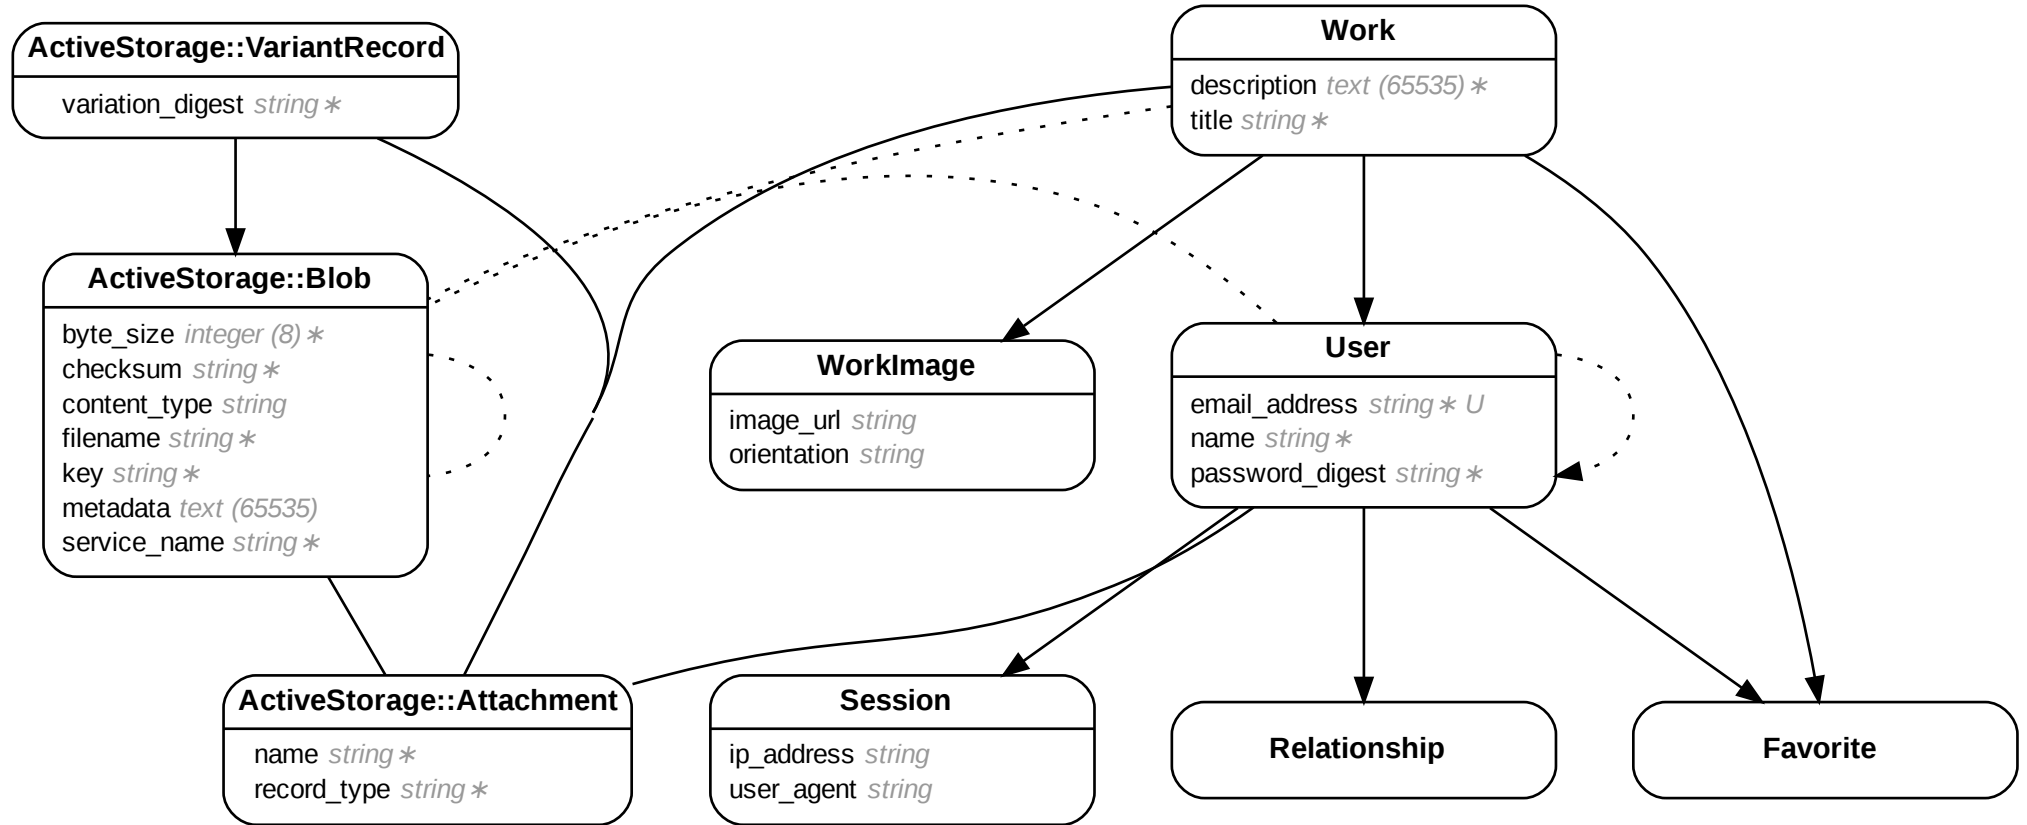 ActiveStorage::VariantRecord
variation_digest string ∗
Work
description text (65535) ∗
title string ∗
ActiveStorage::Blob
byte_size integer (8) ∗
checksum string ∗
content_type string
filename string ∗
key string ∗
metadata text (65535)
service_name string ∗
WorkImage
image_url string
orientation string
User
email_address string ∗ U
name string ∗
password_digest string ∗
ActiveStorage::Attachment
name string ∗
record_type string ∗
Session
ip_address string
user_agent string
Relationship
Favorite